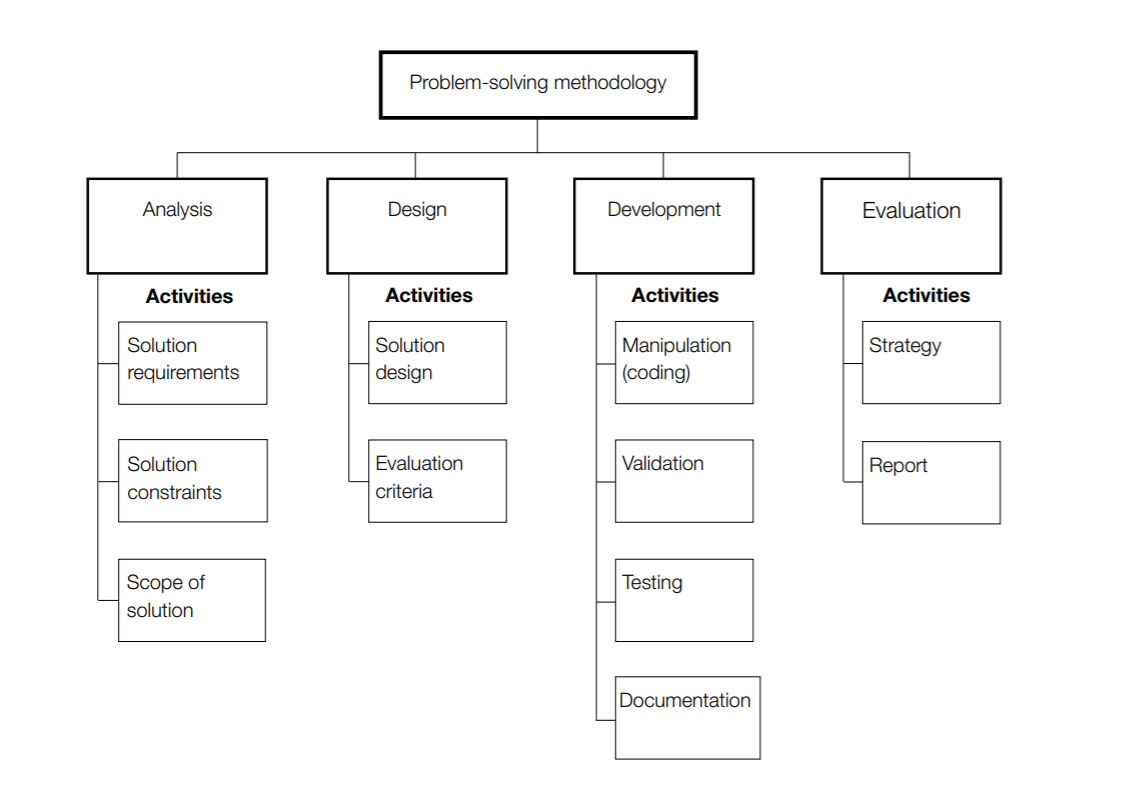 Problem-solving methodology
Analysis
Design
Development
Evaluation
Activities
Activities
Activities
Activities
Solution
requirements
Solution
design
Manipulation
(coding)
Strategy
Solution
constraints
Evaluation
criteria
Validation
Report
Scope of
solution
Testing
Documentation